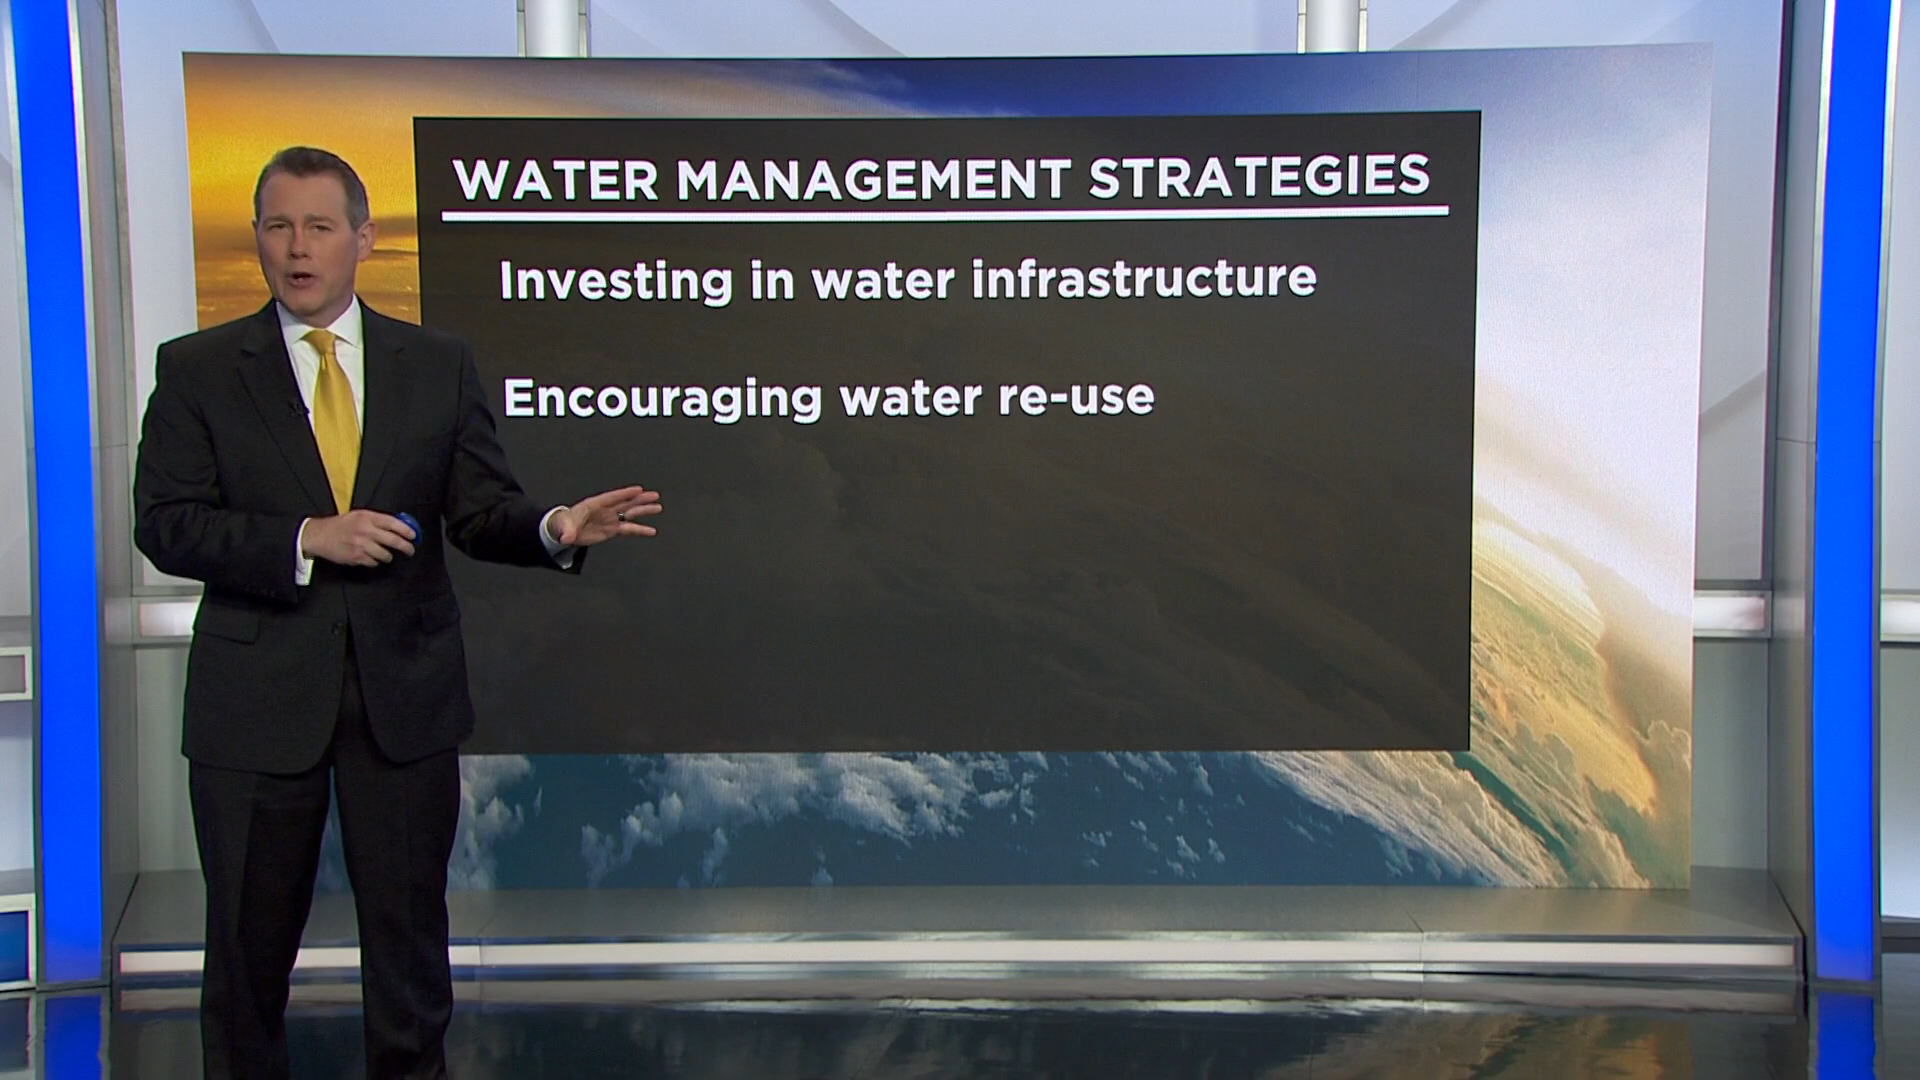 WATER MANAGEMENT STRATEGIES
Investing in water infrastructure
Encouraging water re-use